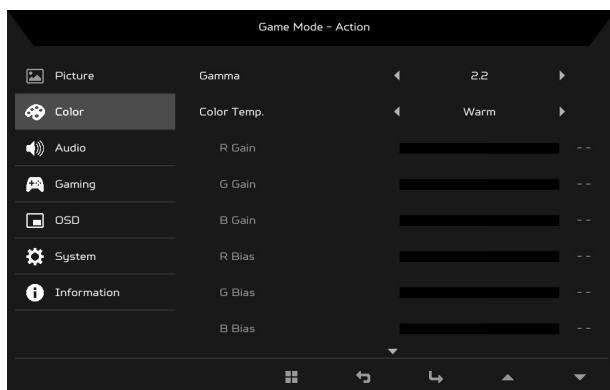 Game Mode - Action
Picture
Gamma 2.2
Color
Color Temp. Warm
Audio
R Gain --
Gaming
G Gain --
OSD
B Gain --
System
R Bias --
Information
G Bias --
B Bias --